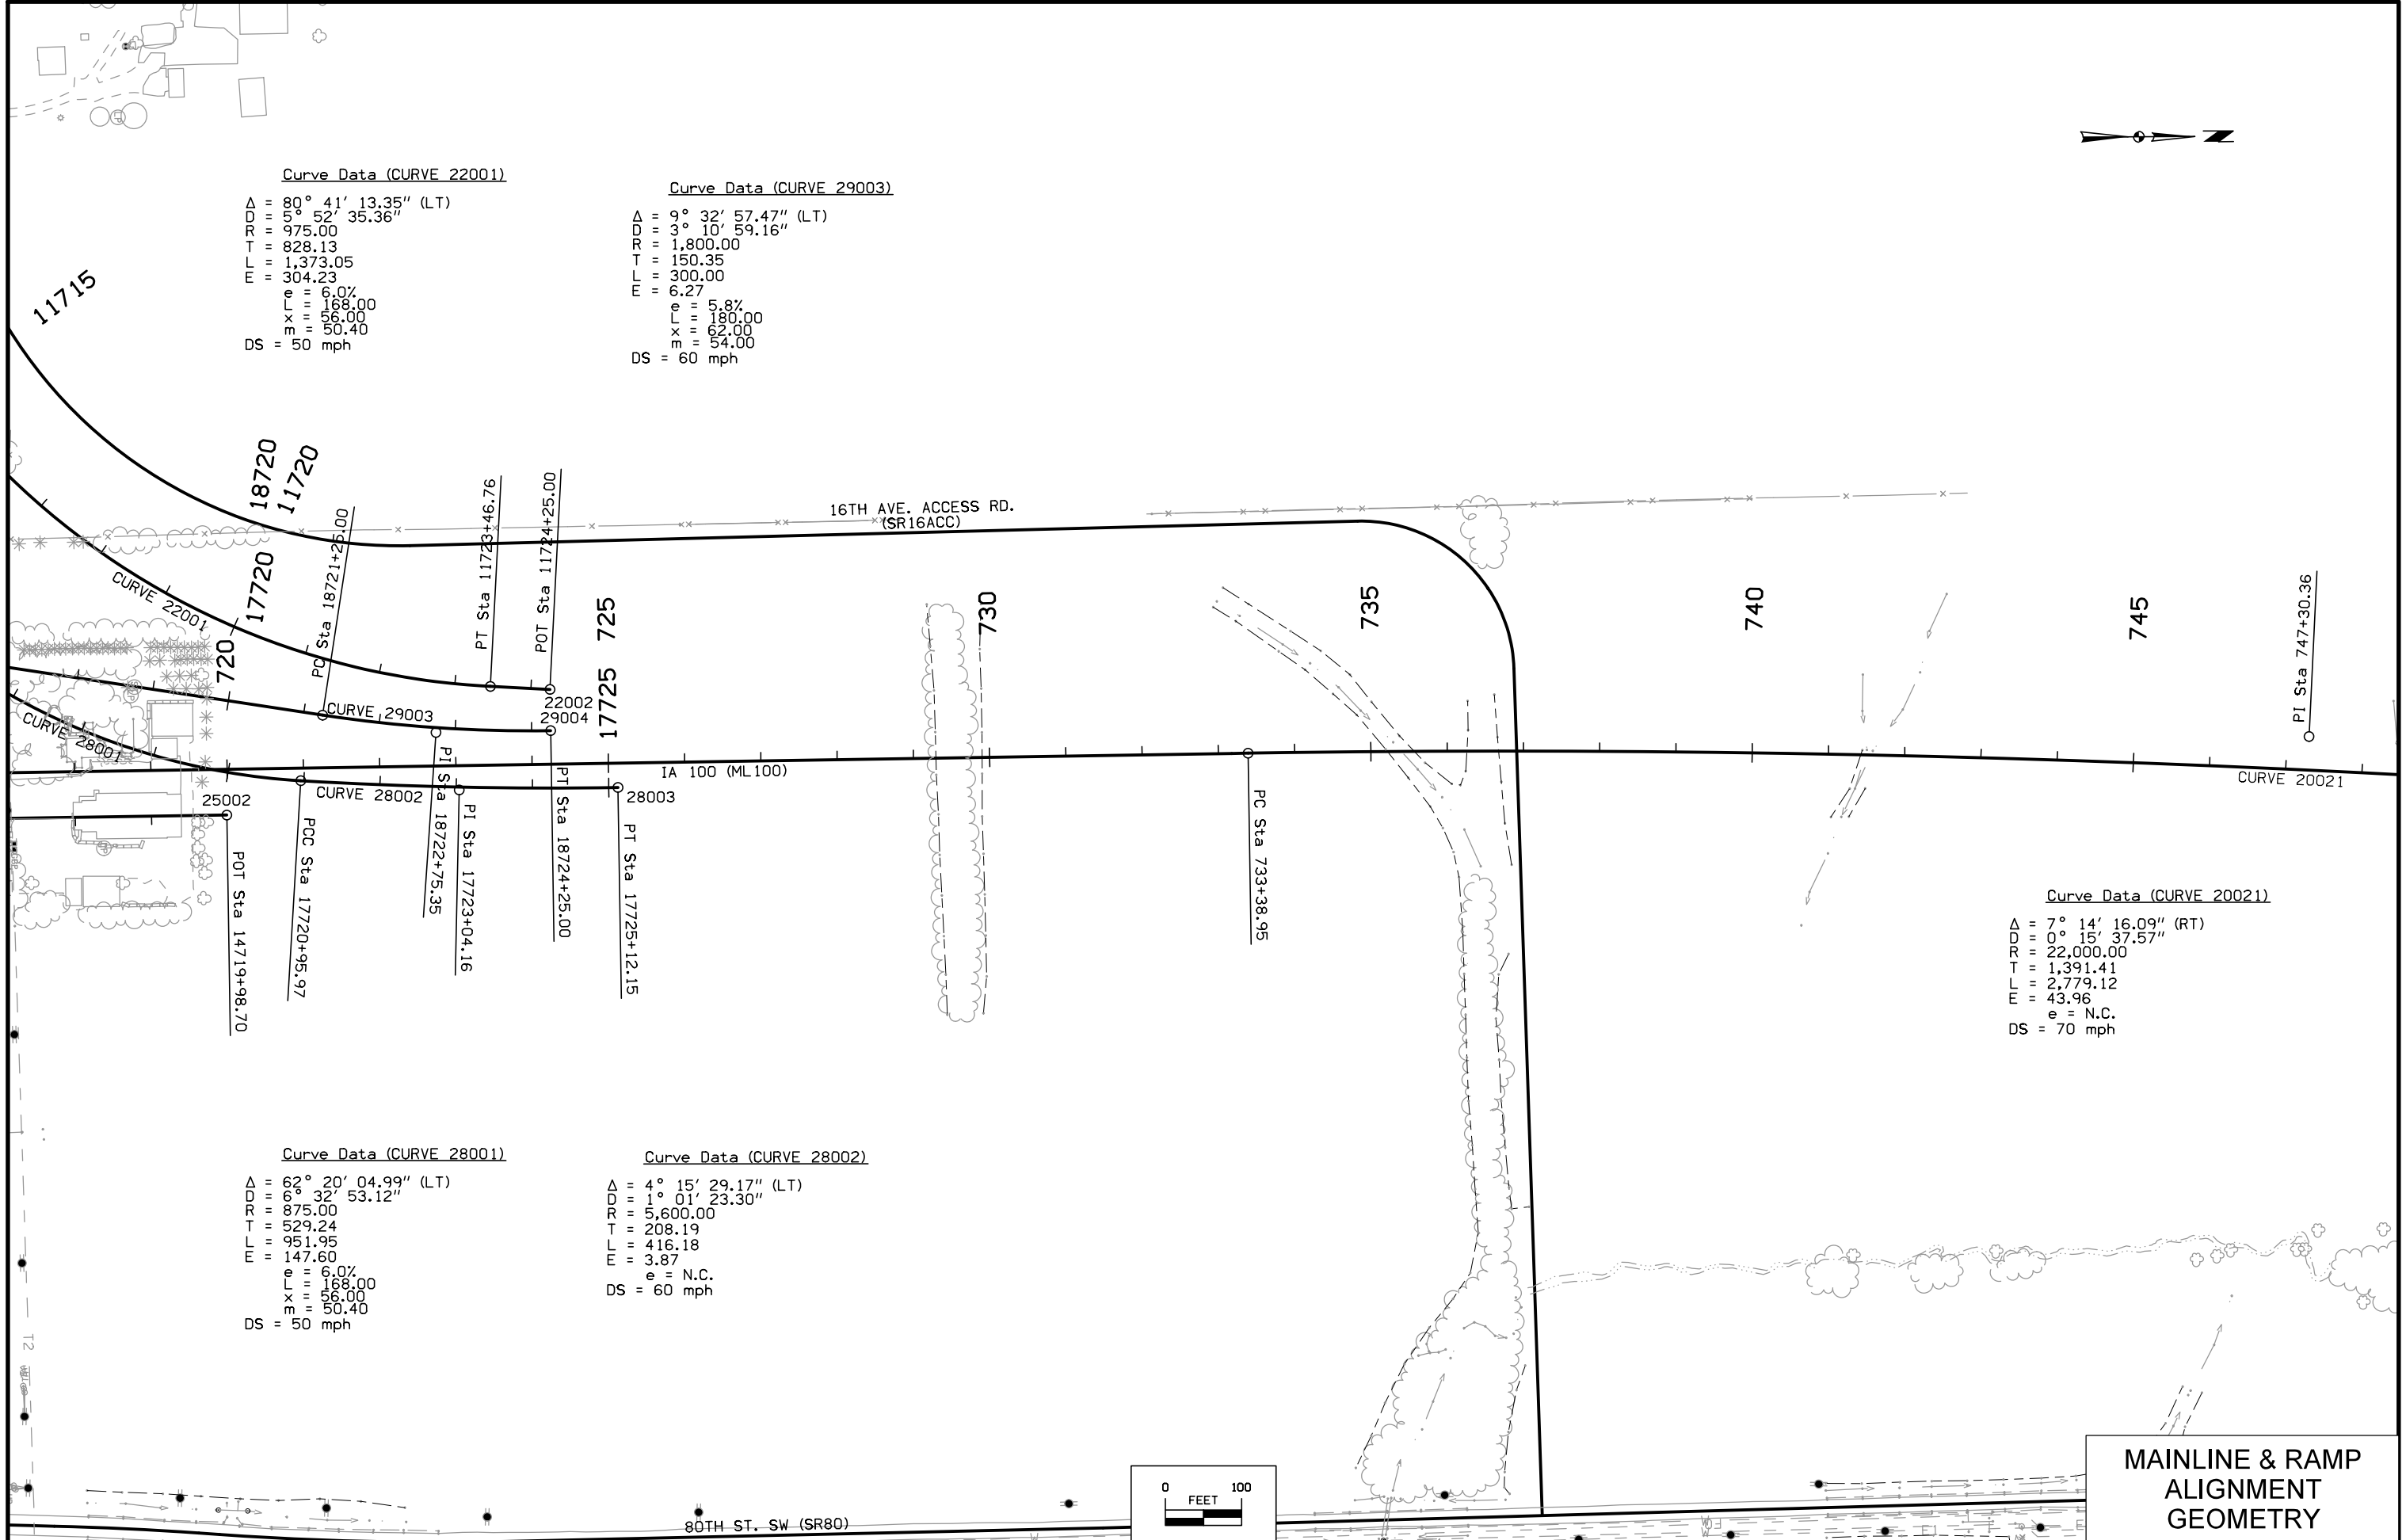 Curve Data (CURVE 22001)
Δ = 80° 41′ 13.35″ (LT)
D = 5° 52′ 35.36″
R = 975.00
T = 828.13
L = 1,373.05
E = 304.23
e = 6.0%
L = 168.00
x = 56.00
m = 50.40
DS = 50 mph
Curve Data (CURVE 29003)
Δ = 9° 32′ 57.47″ (LT)
D = 3° 10′ 59.16″
R = 1,800.00
T = 150.35
L = 300.00
E = 6.27
e = 5.8%
L = 180.00
x = 62.00
m = 54.00
DS = 60 mph
11715
18720
11720
17720
720
PC Sta 18721+25.00
PT Sta 11723+46.76
POT Sta 11724+25.00
16TH AVE. ACCESS RD.
(SR16ACC)
725
17725
730
735
740
745
PI Sta 747+30.36
CURVE 22001
CURVE 29003
22002
29004
CURVE 28001
CURVE 28002
25002
28003
IA 100 (ML100)
CURVE 20021
POT Sta 14719+98.70
PCC Sta 17720+95.97
PI Sta 18722+75.35
PI Sta 17723+04.16
PT Sta 18724+25.00
PT Sta 17725+12.15
PC Sta 733+38.95
Curve Data (CURVE 20021)
Δ = 7° 14′ 16.09″ (RT)
D = 0° 15′ 37.57″
R = 22,000.00
T = 1,391.41
L = 2,779.12
E = 43.96
e = N.C.
DS = 70 mph
Curve Data (CURVE 28001)
Δ = 62° 20′ 04.99″ (LT)
D = 6° 32′ 53.12″
R = 875.00
T = 529.24
L = 951.95
E = 147.60
e = 6.0%
L = 168.00
x = 56.00
m = 50.40
DS = 50 mph
Curve Data (CURVE 28002)
Δ = 4° 15′ 29.17″ (LT)
D = 1° 01′ 23.30″
R = 5,600.00
T = 208.19
L = 416.18
E = 3.87
e = N.C.
DS = 60 mph
T2
80TH ST. SW (SR80)
0 100
FEET
MAINLINE & RAMP
ALIGNMENT
GEOMETRY